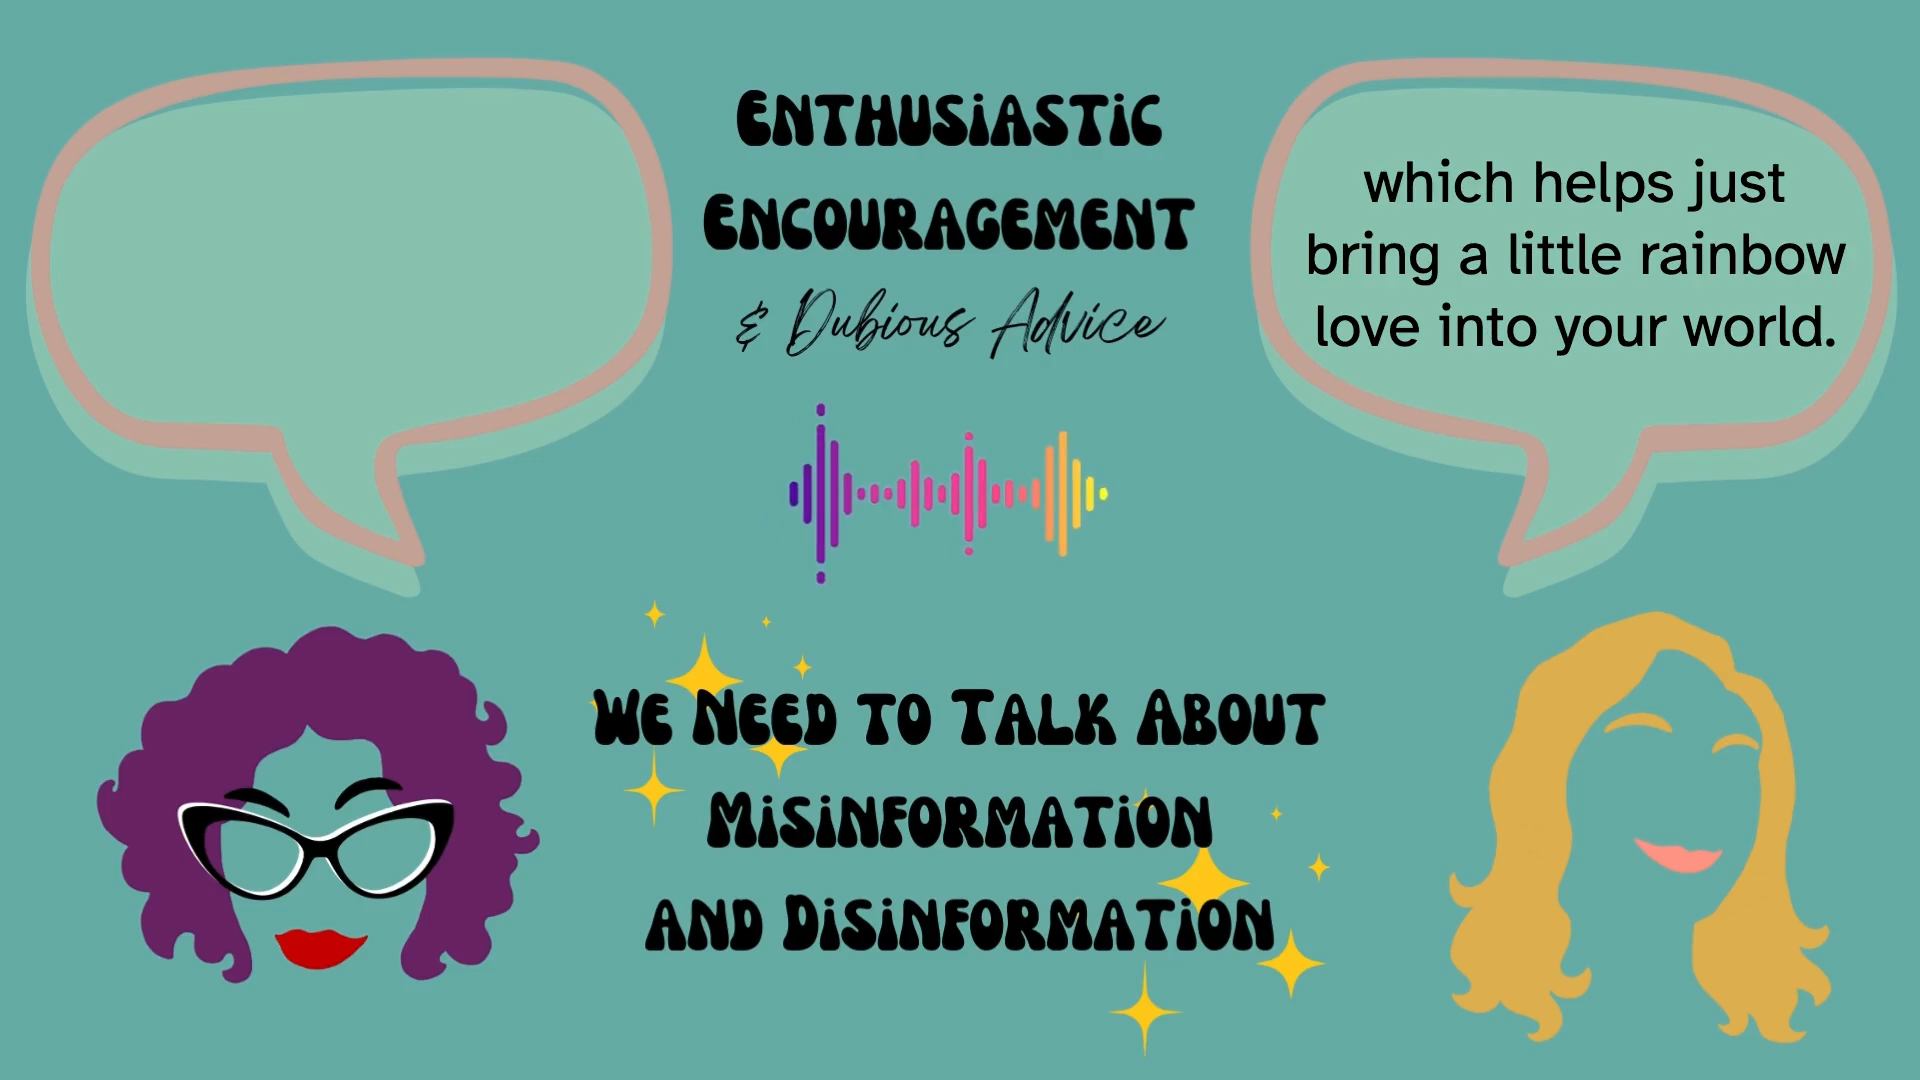 Enthusiastic
Encouragement
& Dubious Advice
which helps just
bring a little rainbow
love into your world.
We Need to Talk About
Misinformation
and Disinformation